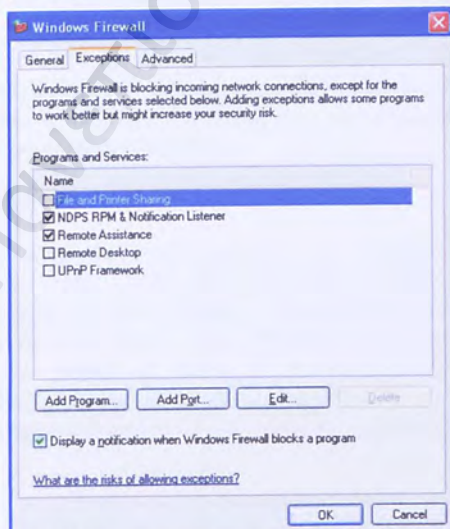 Windows Firewall
General Exceptions Advanced
Windows Firewall is blocking incoming network connections, except for the
programs and services selected below. Adding exceptions allows some programs
to work better but might increase your security risk.
Programs and Services:
Name
File and Printer Sharing
NDPS RPM & Notification Listener
Remote Assistance
Remote Desktop
UPnP Framework
Add Program... Add Port... Edit... Delete
Display a notification when Windows Firewall blocks a program
What are the risks of allowing exceptions?
OK Cancel